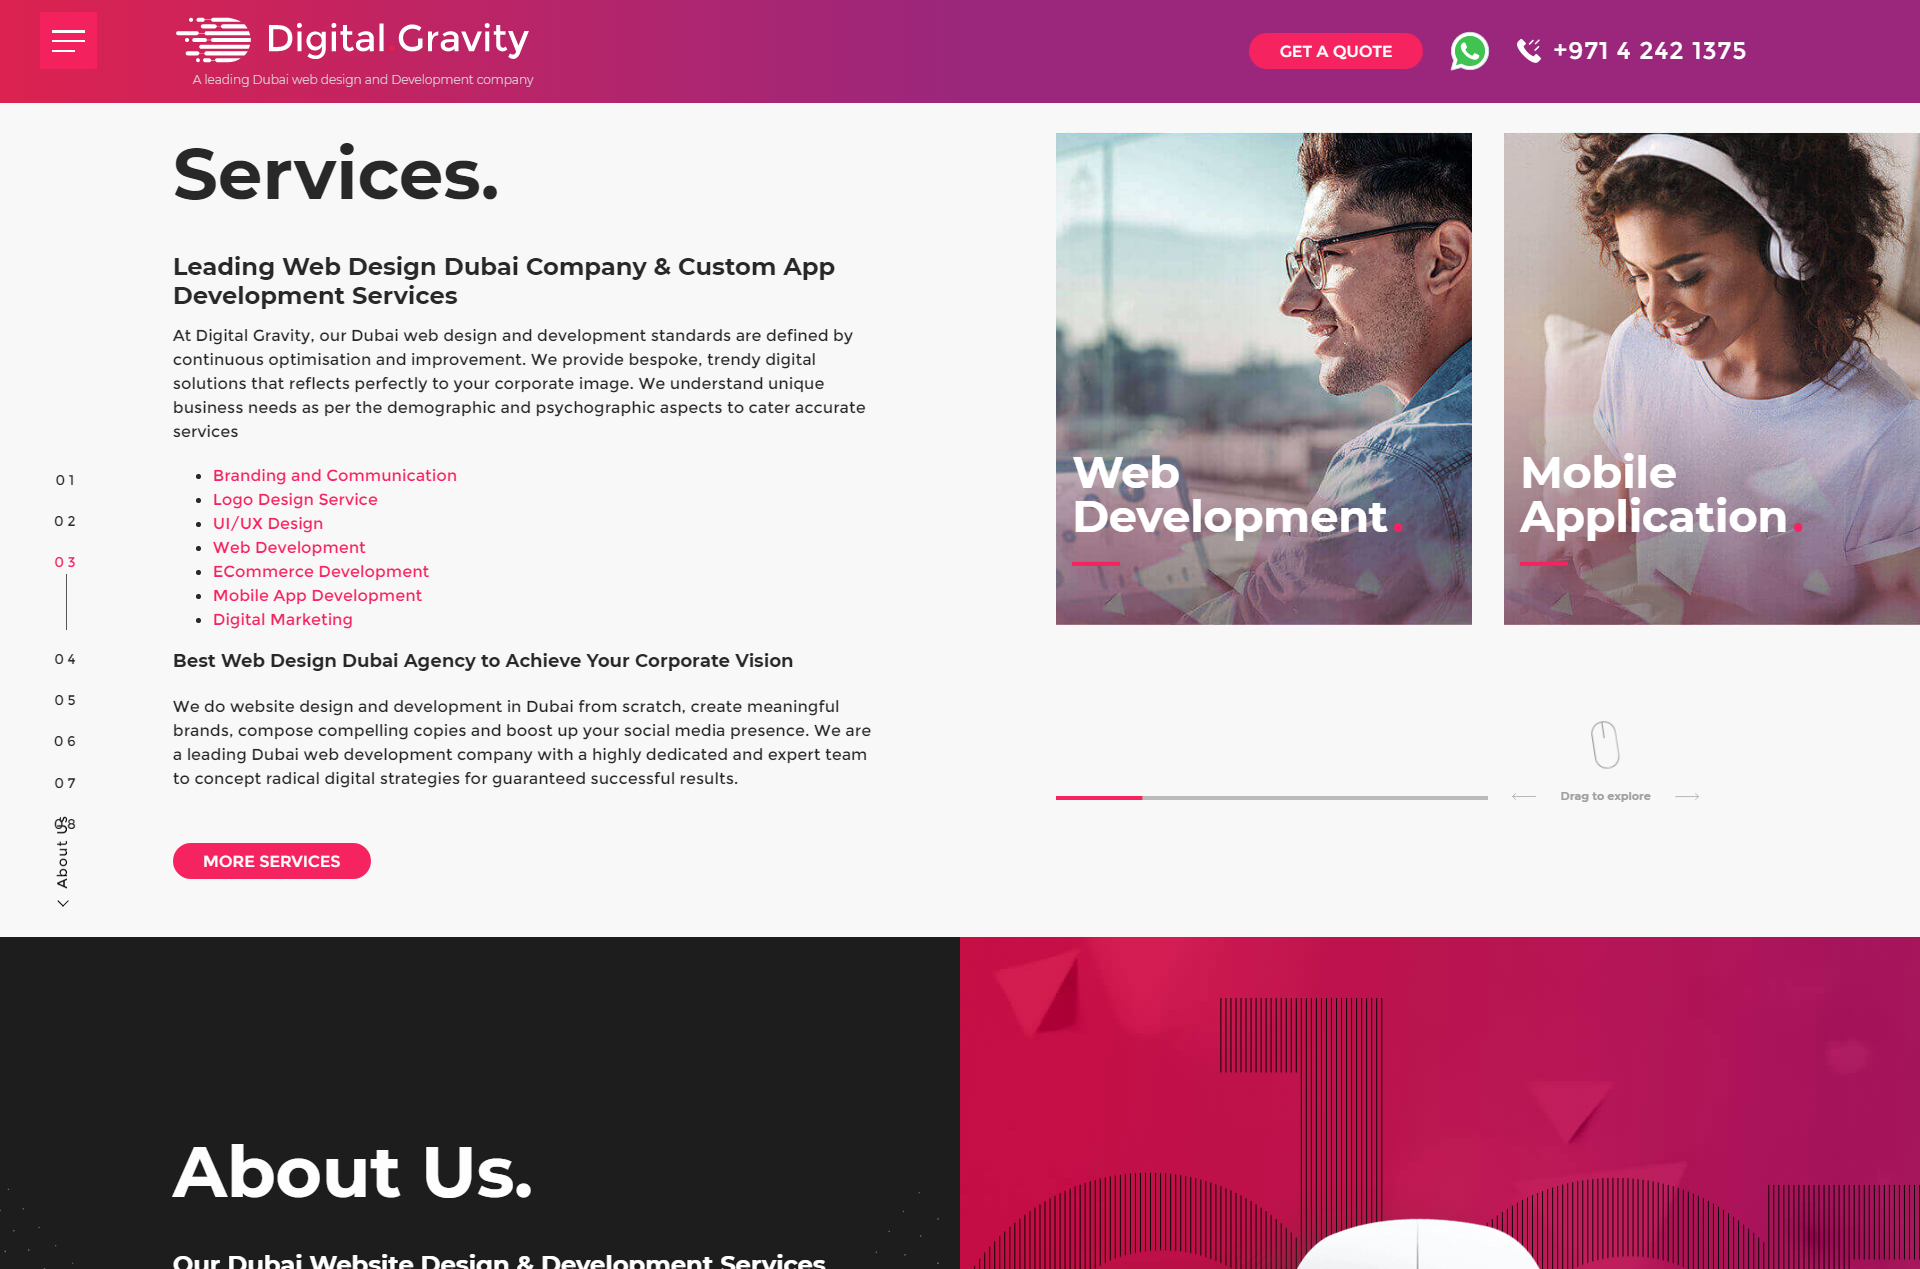 Digital Gravity
A leading Dubai web design and Development company
GET A QUOTE
+971 4 242 1375
Services.
Leading Web Design Dubai Company & Custom App
Development Services
At Digital Gravity, our Dubai web design and development standards are defined by
continuous optimisation and improvement. We provide bespoke, trendy digital
solutions that reflects perfectly to your corporate image. We understand unique
business needs as per the demographic and psychographic aspects to cater accurate
services
Branding and Communication
Logo Design Service
UI/UX Design
Web Development
ECommerce Development
Mobile App Development
Digital Marketing
Best Web Design Dubai Agency to Achieve Your Corporate Vision
We do website design and development in Dubai from scratch, create meaningful
brands, compose compelling copies and boost up your social media presence. We are
a leading Dubai web development company with a highly dedicated and expert team
to concept radical digital strategies for guaranteed successful results.
MORE SERVICES
01
02
03
04
05
06
07
08
About Us
Web
Development.
Mobile
Application.
Drag to explore
About Us.
Our Dubai Website Design & Development Services